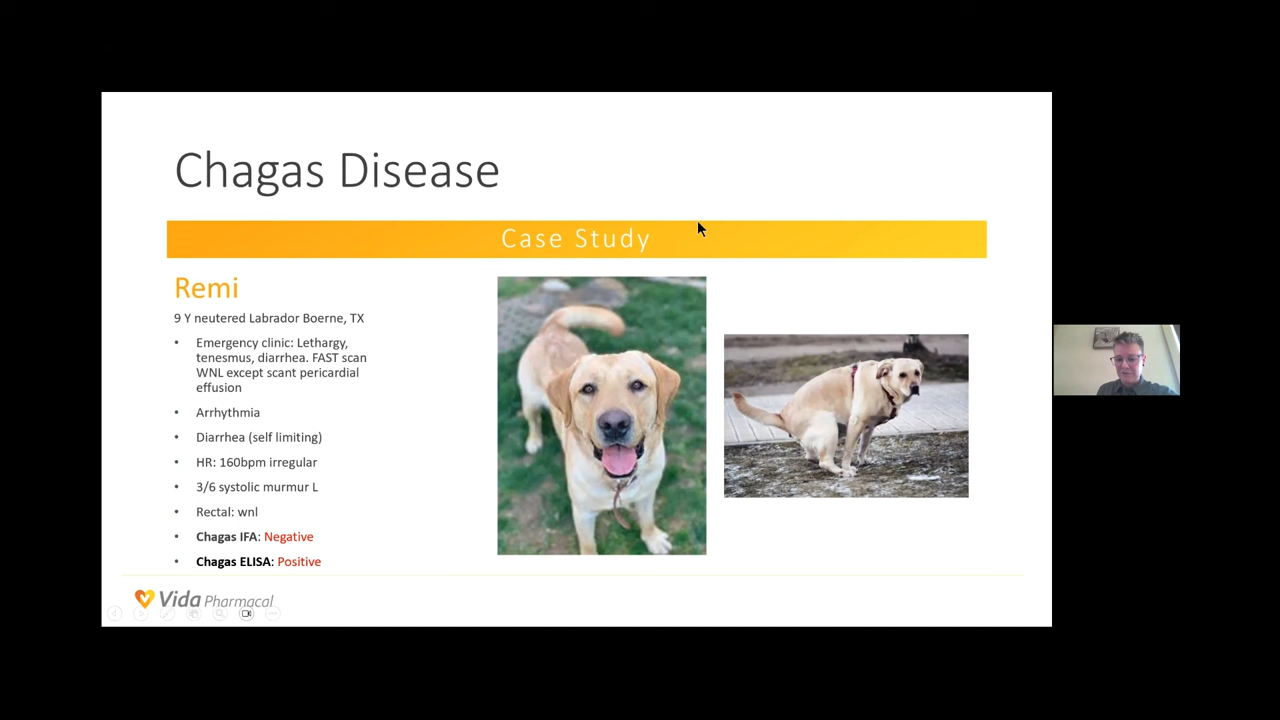 Chagas Disease
Case Study
Remi
9 Y neutered Labrador Boerne, TX
• Emergency clinic: Lethargy,
tenesmus, diarrhea. FAST scan
WNL except scant pericardial
effusion
• Arrhythmia
• Diarrhea (self limiting)
• HR: 160bpm irregular
• 3/6 systolic murmur L
• Rectal: wnl
• Chagas IFA: Negative
• Chagas ELISA: Positive
Vida Pharmacal